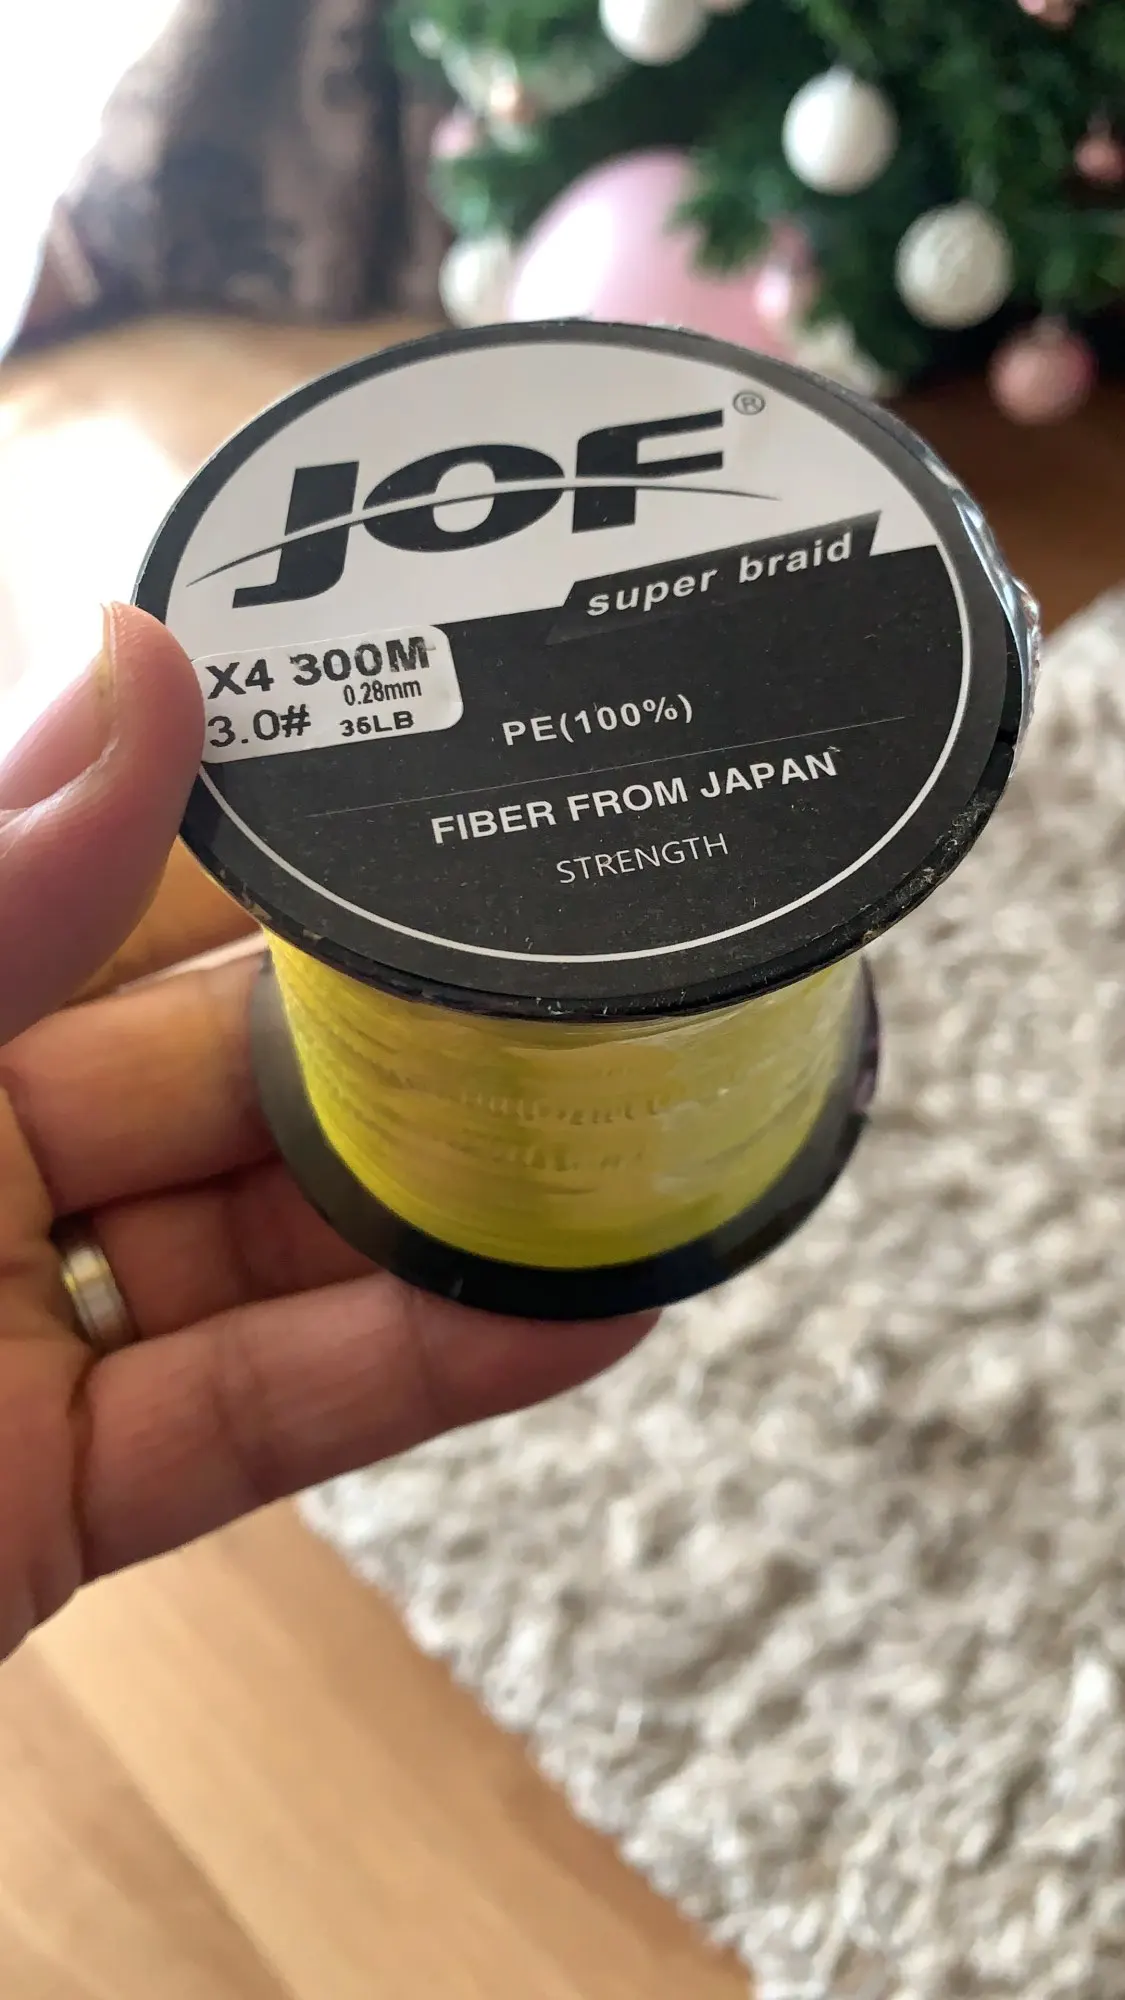 JOF®
super braid
X4 300M
0.28mm
3.0# 35LB
PE(100%)
FIBER FROM JAPAN
STRENGTH